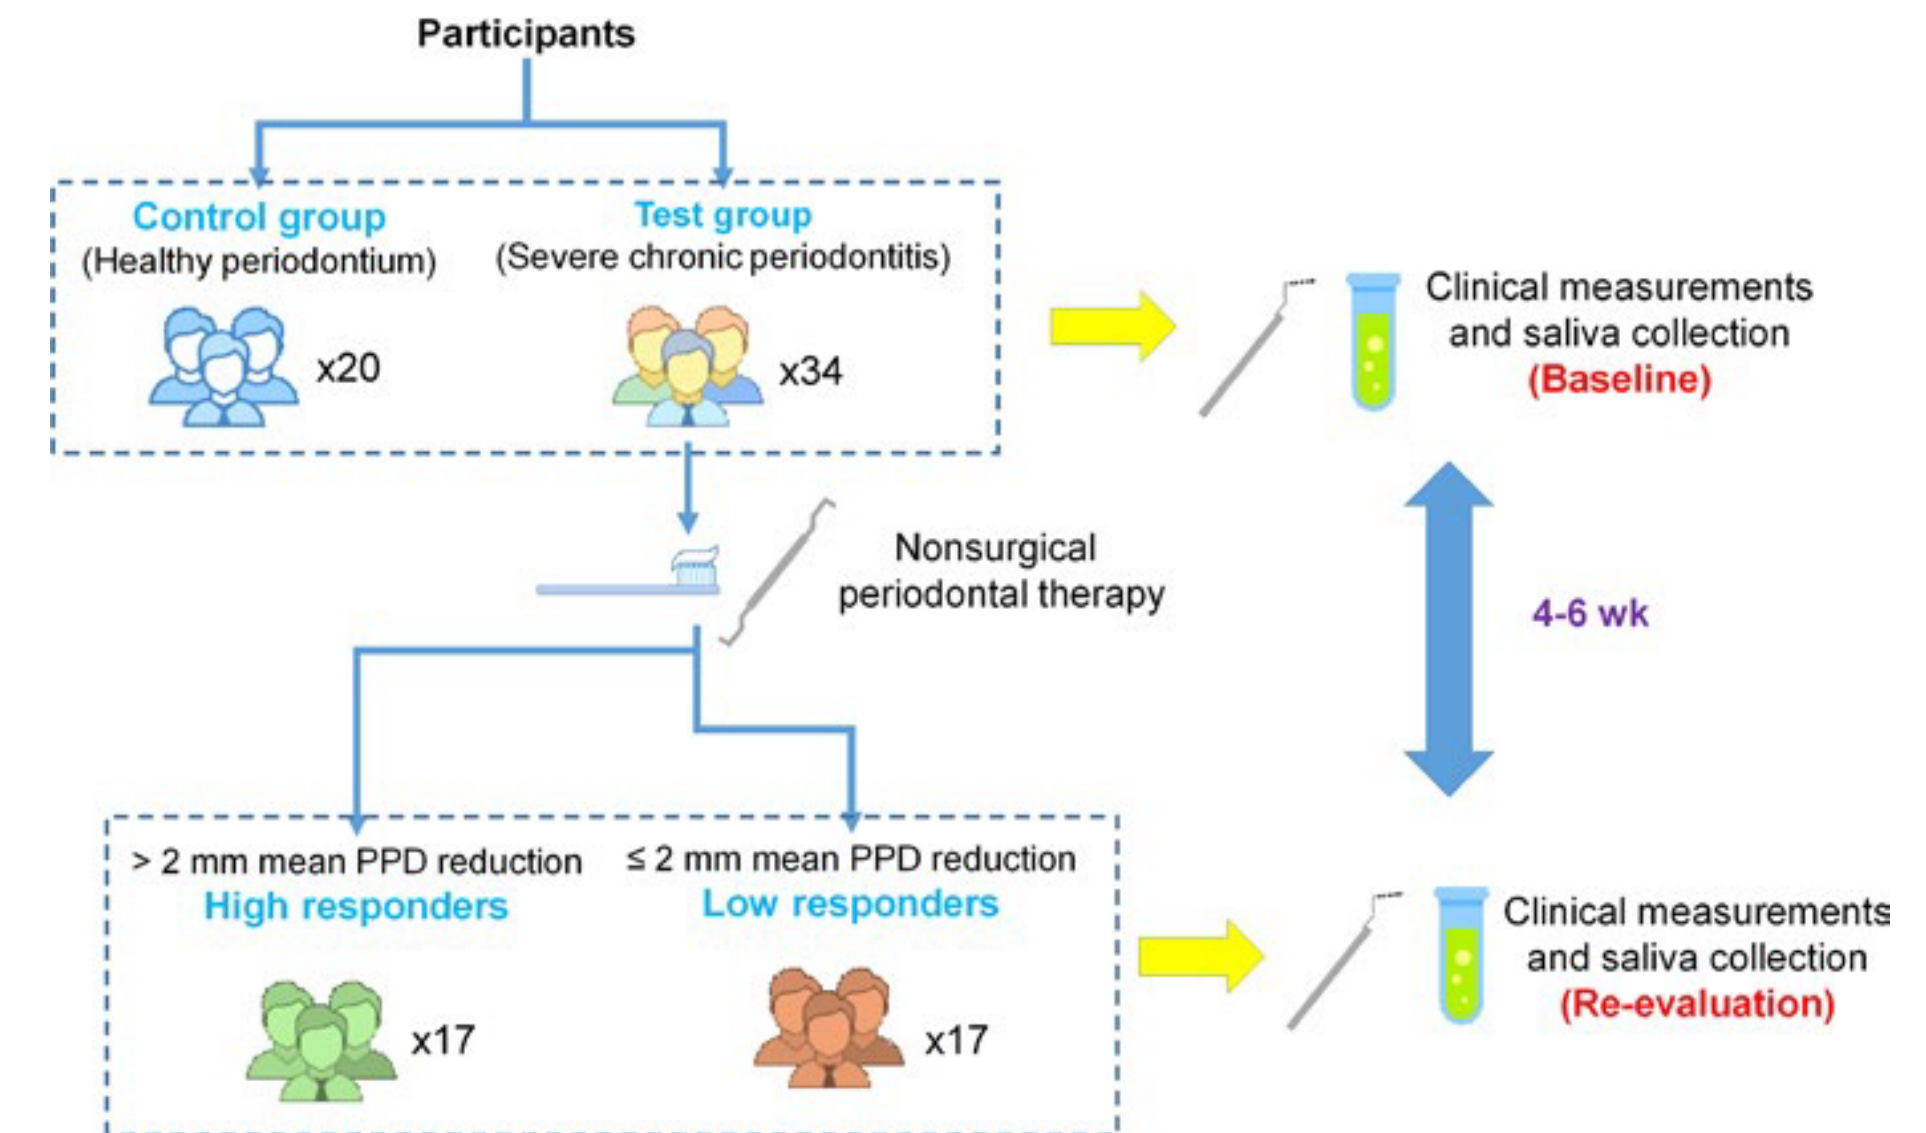 Participants
Control group
(Healthy periodontium)
x20
Test group
(Severe chronic periodontitis)
x34
Clinical measurements
and saliva collection
(Baseline)
Nonsurgical
periodontal therapy
4-6 wk
> 2 mm mean PPD reduction
High responders
x17
≤ 2 mm mean PPD reduction
Low responders
x17
Clinical measurements
and saliva collection
(Re-evaluation)